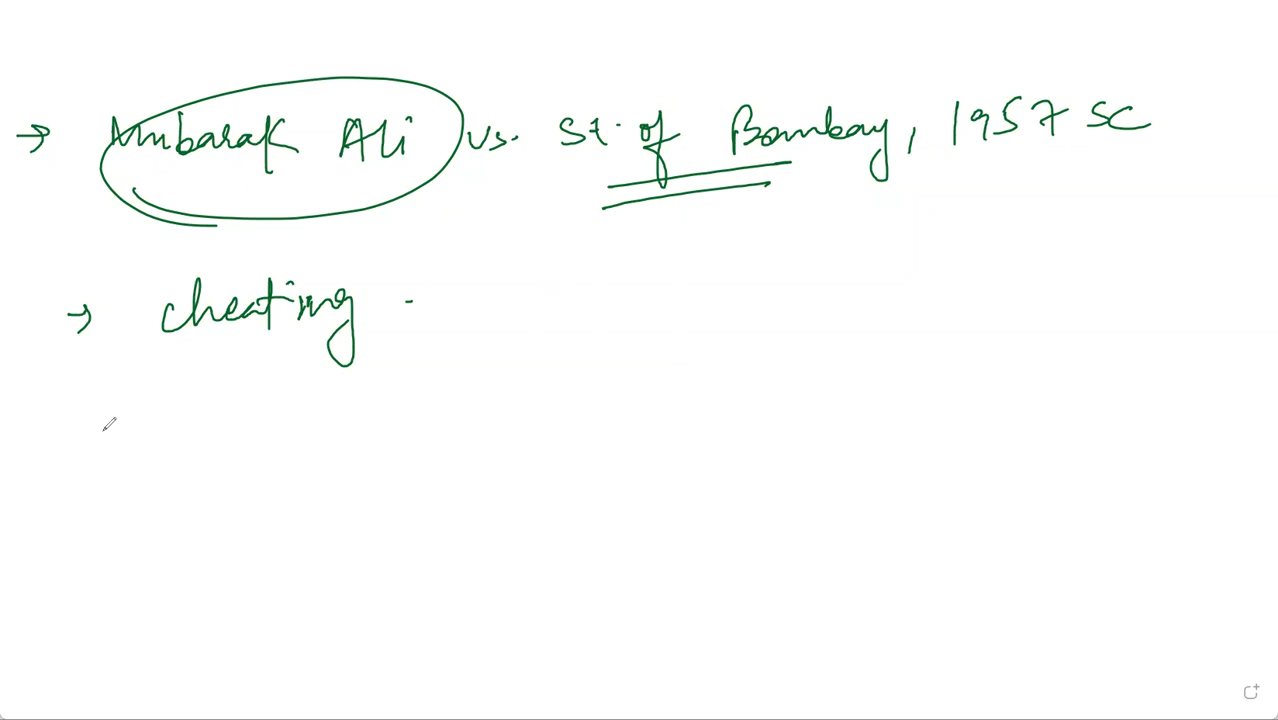 → Mubarak Ali vs. St. of Bombay, 1957 SC
→ cheating -